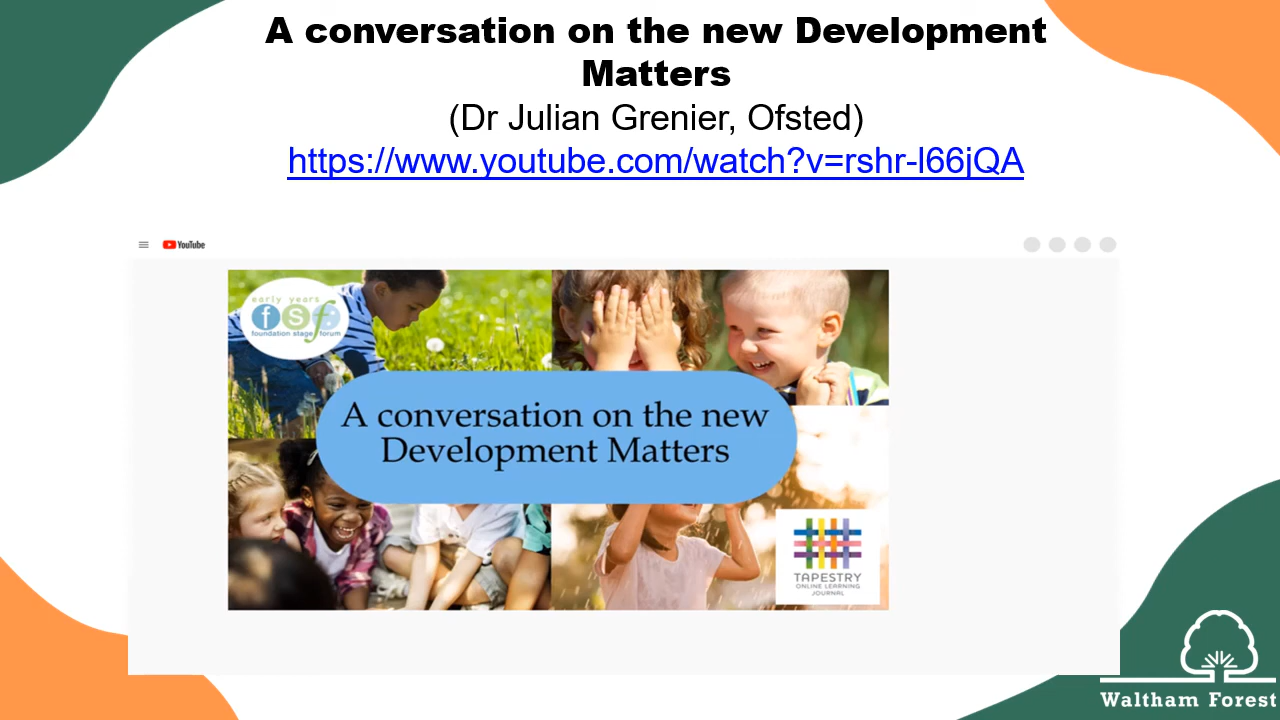 A conversation on the new Development
Matters
(Dr Julian Grenier, Ofsted)
https://www.youtube.com/watch?v=rshr-l66jQA
YouTube
early years
fsf
foundation stage forum
A conversation on the new
Development Matters
TAPESTRY
ONLINE LEARNING
JOURNAL
Waltham Forest